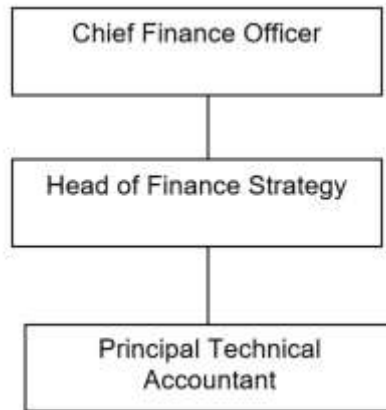 Chief Finance Officer
Head of Finance Strategy
Principal Technical
Accountant